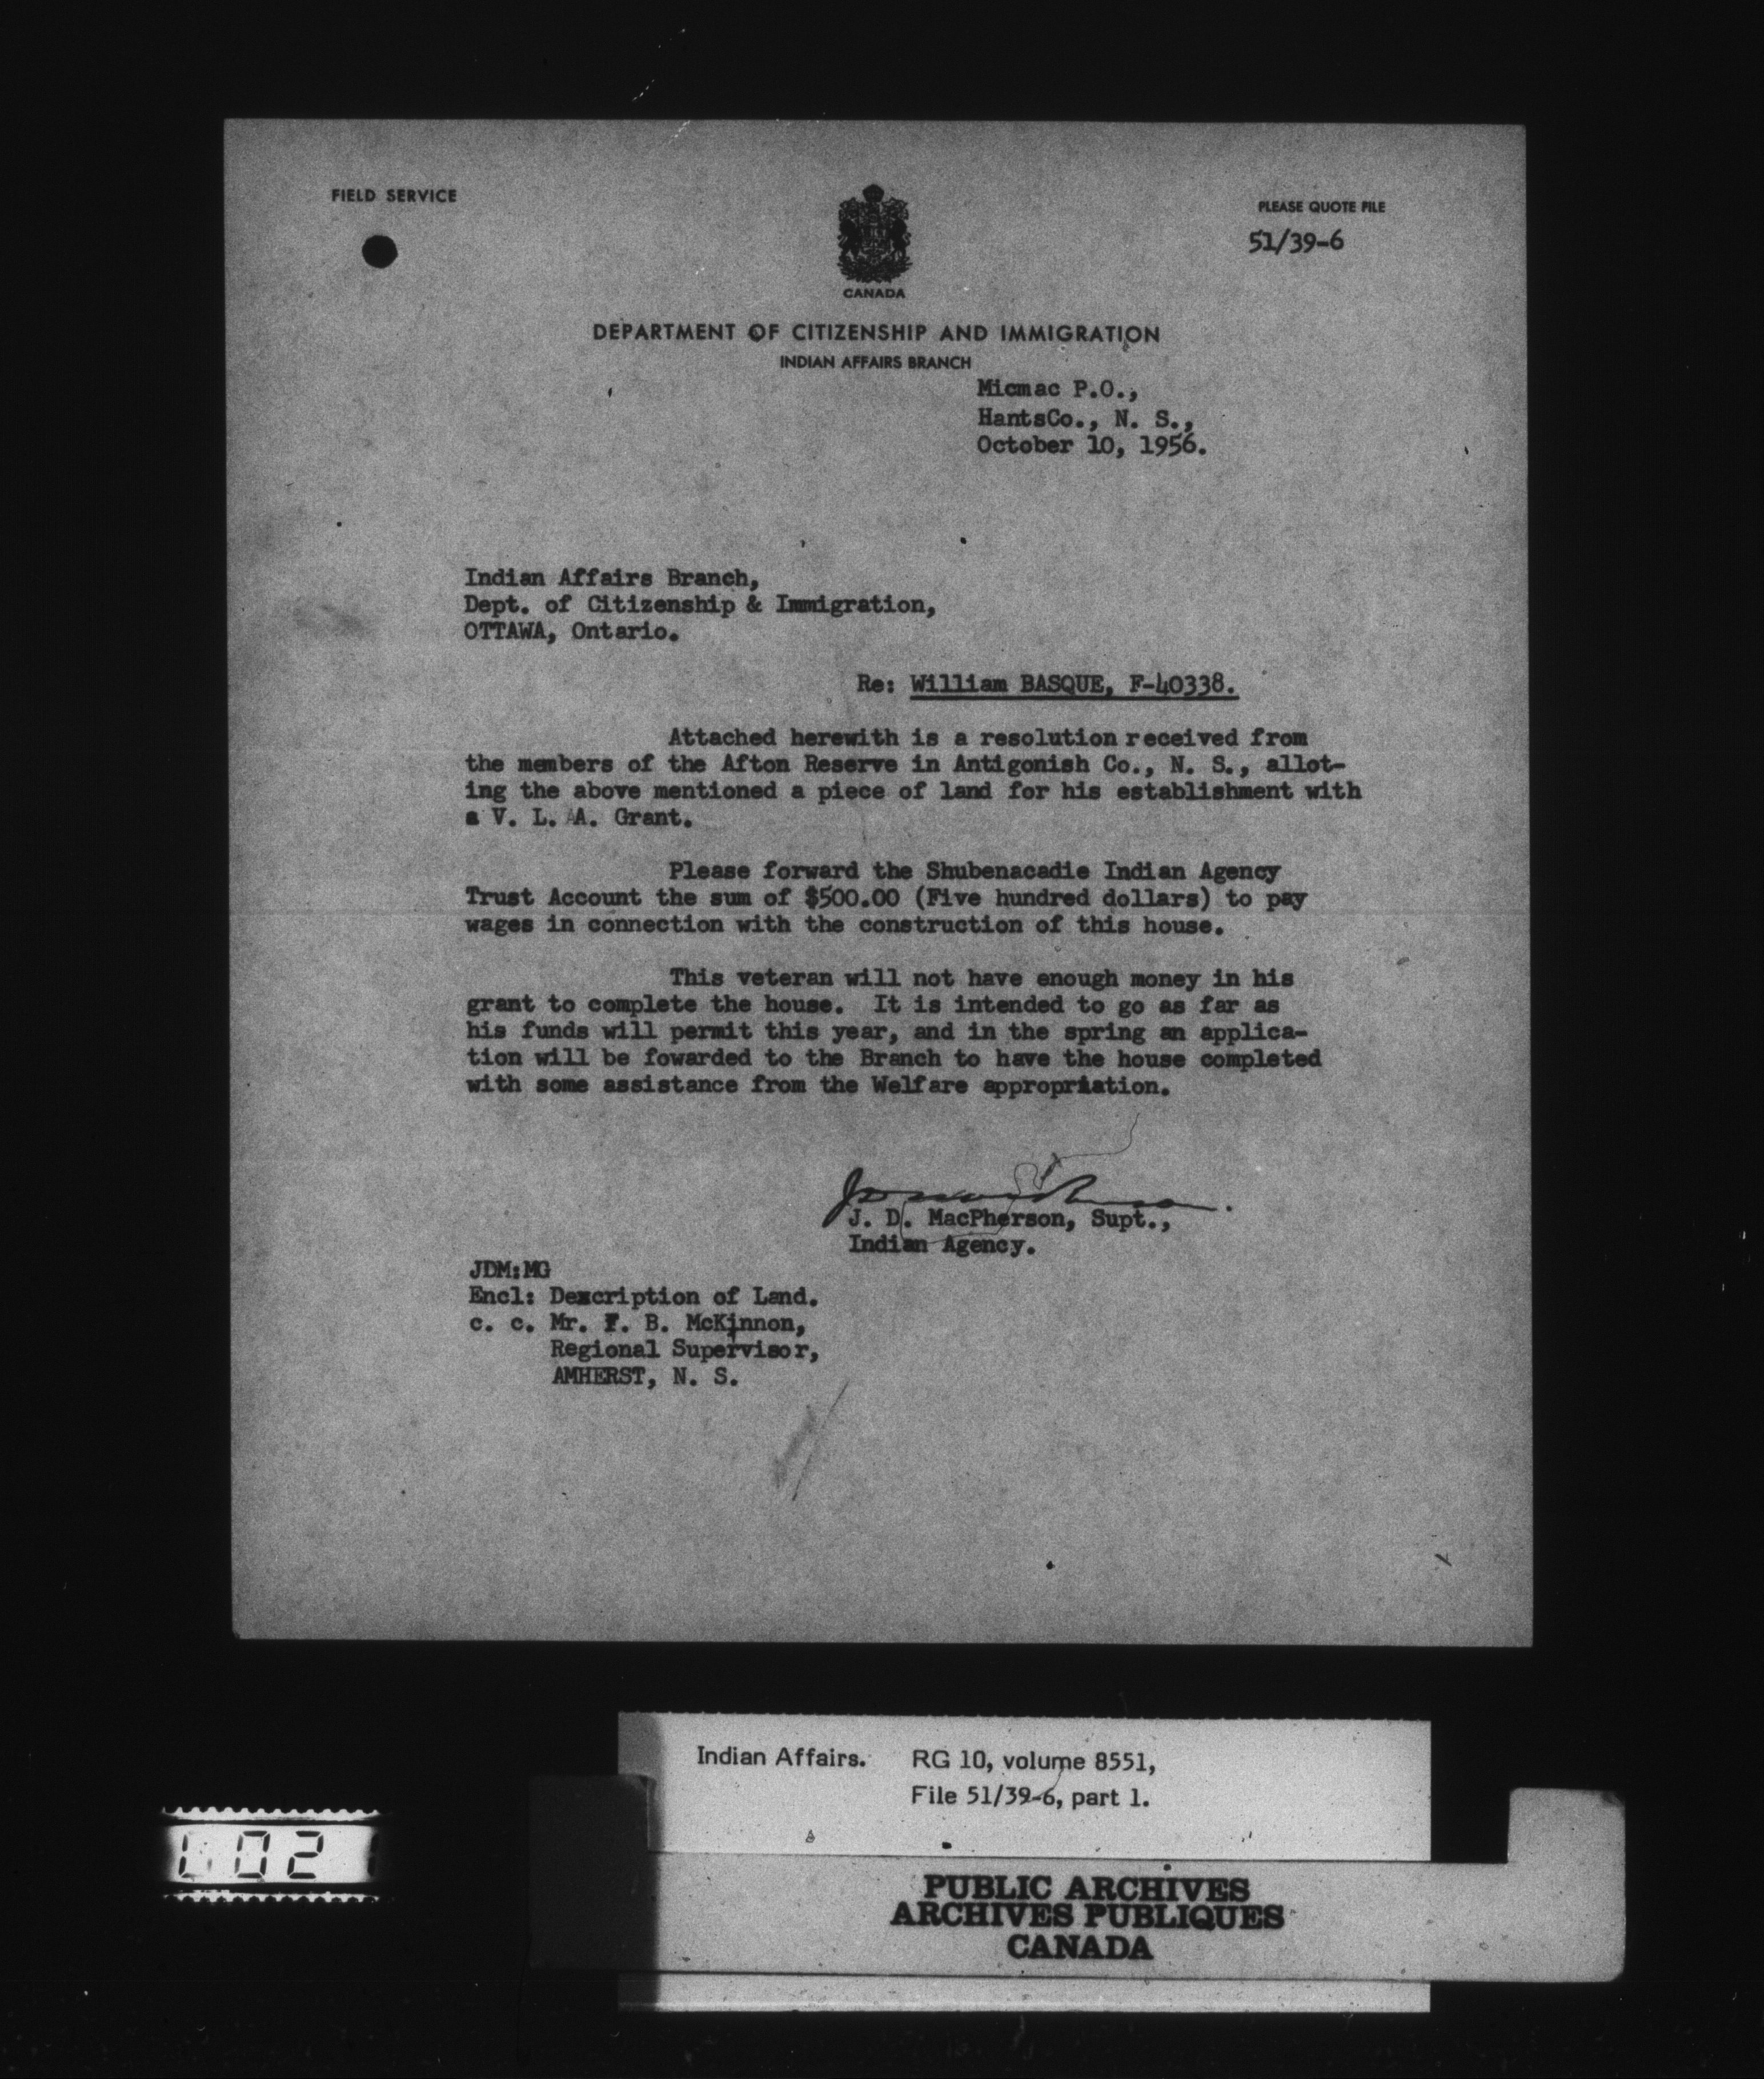 FIELD SERVICE
PLEASE QUOTE FILE
51/39-6
CANADA
DEPARTMENT OF CITIZENSHIP AND IMMIGRATION
INDIAN AFFAIRS BRANCH
Micmac P.O.,
HantsCo., N. S.,
October 10, 1956.
Indian Affairs Branch,
Dept. of Citizenship & Immigration,
OTTAWA, Ontario.
Re: William BASQUE, F-40338.
Attached herewith is a resolution received from
the members of the Afton Reserve in Antigonish Co., N. S., allot-
ing the above mentioned a piece of land for his establishment with
a V. L. A. Grant.
Please forward the Shubenacadie Indian Agency
Trust Account the sum of $500.00 (Five hundred dollars) to pay
wages in connection with the construction of this house.
This veteran will not have enough money in his
grant to complete the house. It is intended to go as far as
his funds will permit this year, and in the spring an applica-
tion will be fowarded to the Branch to have the house completed
with some assistance from the Welfare appropriation.
J. D. MacPherson, Supt.,
Indian Agency.
JDM:MG
Encl: Description of Land.
c. c. Mr. F. B. McKinnon,
Regional Supervisor,
AMHERST, N. S.
Indian Affairs. RG 10, volume 8551,
File 51/39-6, part 1.
PUBLIC ARCHIVES
ARCHIVES PUBLIQUES
CANADA